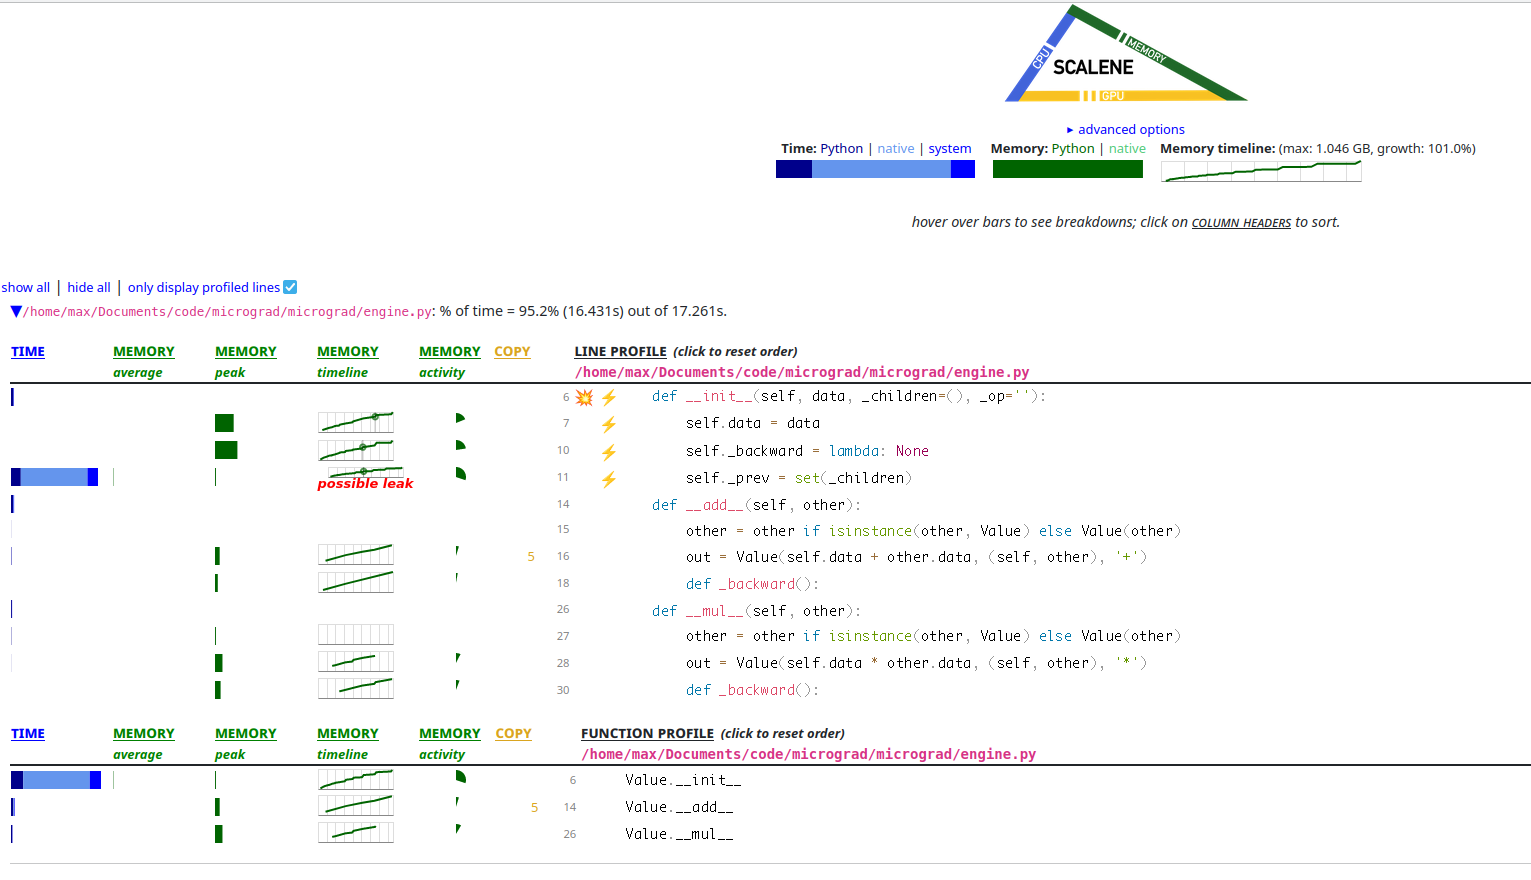 CPU
MEMORY
SCALENE
GPU
▸ advanced options
Time: Python | native | system
Memory: Python | native
Memory timeline: (max: 1.046 GB, growth: 101.0%)
hover over bars to see breakdowns; click on COLUMN HEADERS to sort.
show all | hide all | only display profiled lines
▼/home/max/Documents/code/micrograd/micrograd/engine.py: % of time = 95.2% (16.431s) out of 17.261s.
TIME MEMORY MEMORY MEMORY MEMORY COPY LINE PROFILE (click to reset order)
average peak timeline activity /home/max/Documents/code/micrograd/micrograd/engine.py
6 💥 ⚡ def __init__(self, data, _children=(), _op=''):
7 ⚡ self.data = data
10 ⚡ self._backward = lambda: None
11 ⚡ self._prev = set(_children)
possible leak
14 def __add__(self, other):
15 other = other if isinstance(other, Value) else Value(other)
5 16 out = Value(self.data + other.data, (self, other), '+')
18 def _backward():
26 def __mul__(self, other):
27 other = other if isinstance(other, Value) else Value(other)
28 out = Value(self.data * other.data, (self, other), '*')
30 def _backward():
TIME MEMORY MEMORY MEMORY MEMORY COPY FUNCTION PROFILE (click to reset order)
average peak timeline activity /home/max/Documents/code/micrograd/micrograd/engine.py
6 Value.__init__
5 14 Value.__add__
26 Value.__mul__